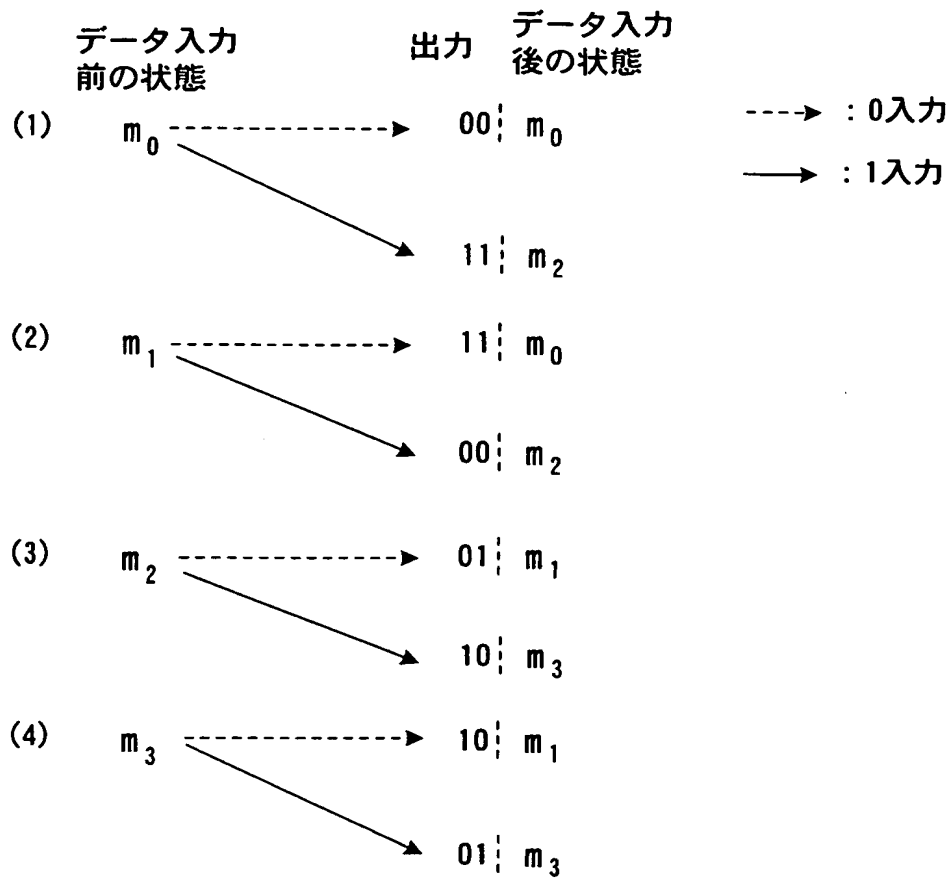 データ入力
前の状態
出力
データ入力
後の状態
(1) m0 00 m0
11 m2
:0入力
:1入力
(2) m1 11 m0
00 m2
(3) m2 01 m1
10 m3
(4) m3 10 m1
01 m3